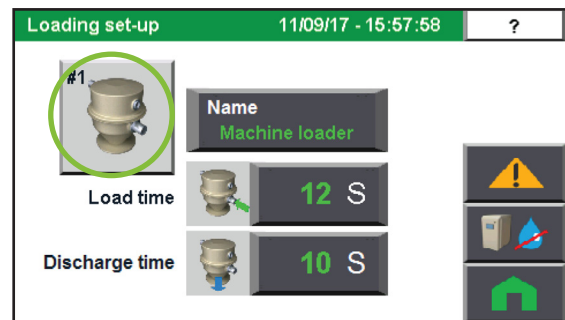 Loading set-up 11/09/17 - 15:57:58 ?
#1
Name
Machine loader
Load time 12 S
Discharge time 10 S